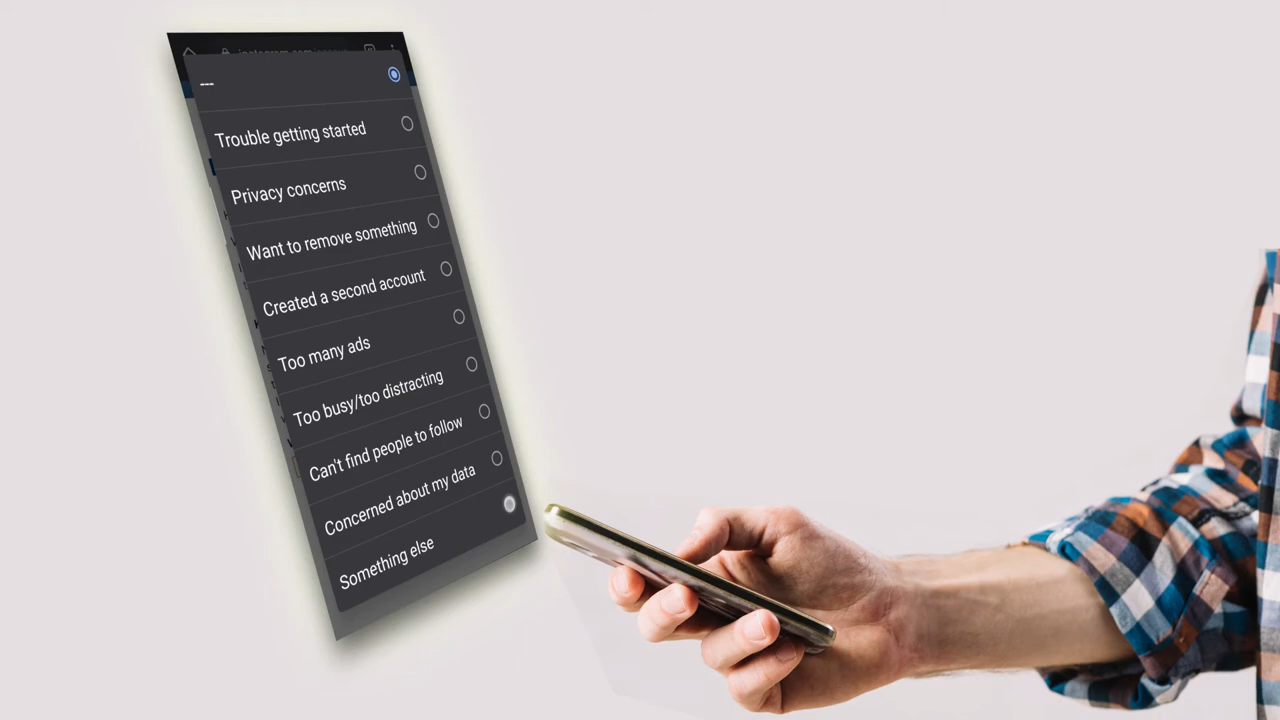 ---
Trouble getting started
Privacy concerns
Want to remove something
Created a second account
Too many ads
Too busy/too distracting
Can't find people to follow
Concerned about my data
Something else